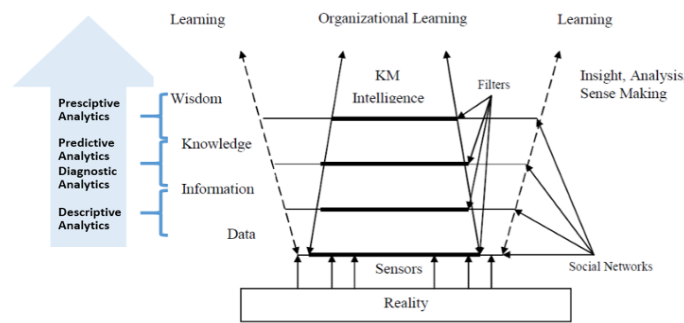 Learning
Organizational Learning
Learning
KM
Intelligence
Filters
Insight, Analysis
Sense Making
Presciptive
Analytics
Wisdom
Predictive
Analytics
Diagnostic
Analytics
Knowledge
Information
Descriptive
Analytics
Data
Sensors
Social Networks
Reality